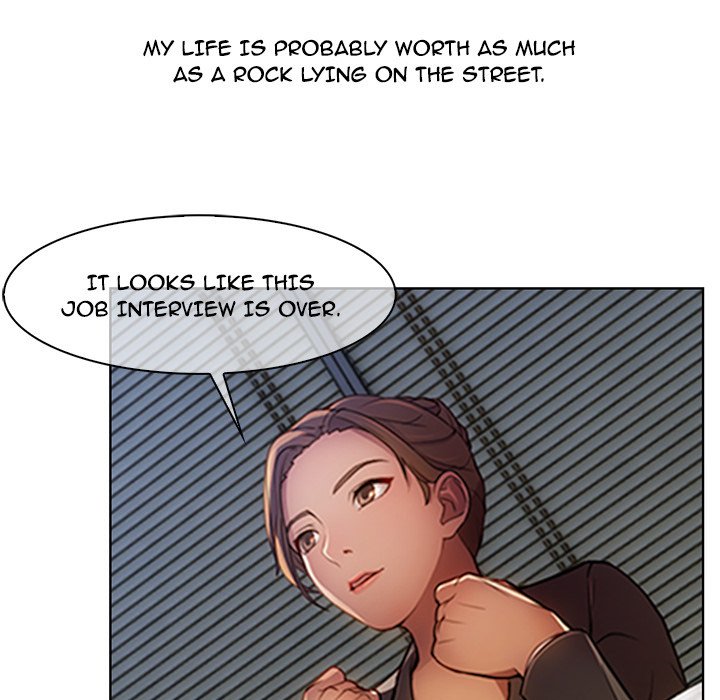 MY LIFE IS PROBABLY WORTH AS MUCH
AS A ROCK LYING ON THE STREET.
IT LOOKS LIKE THIS
JOB INTERVIEW IS OVER.